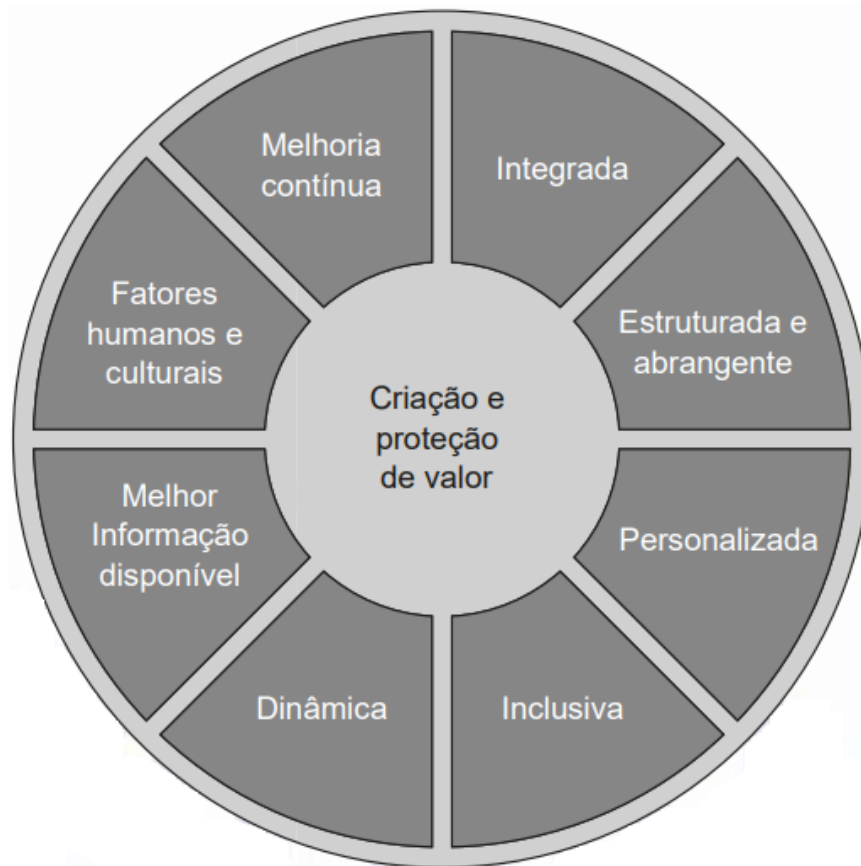 Melhoria
contínua
Integrada
Fatores
humanos e
culturais
Estruturada e
abrangente
Criação e
proteção
de valor
Melhor
Informação
disponível
Personalizada
Dinâmica
Inclusiva